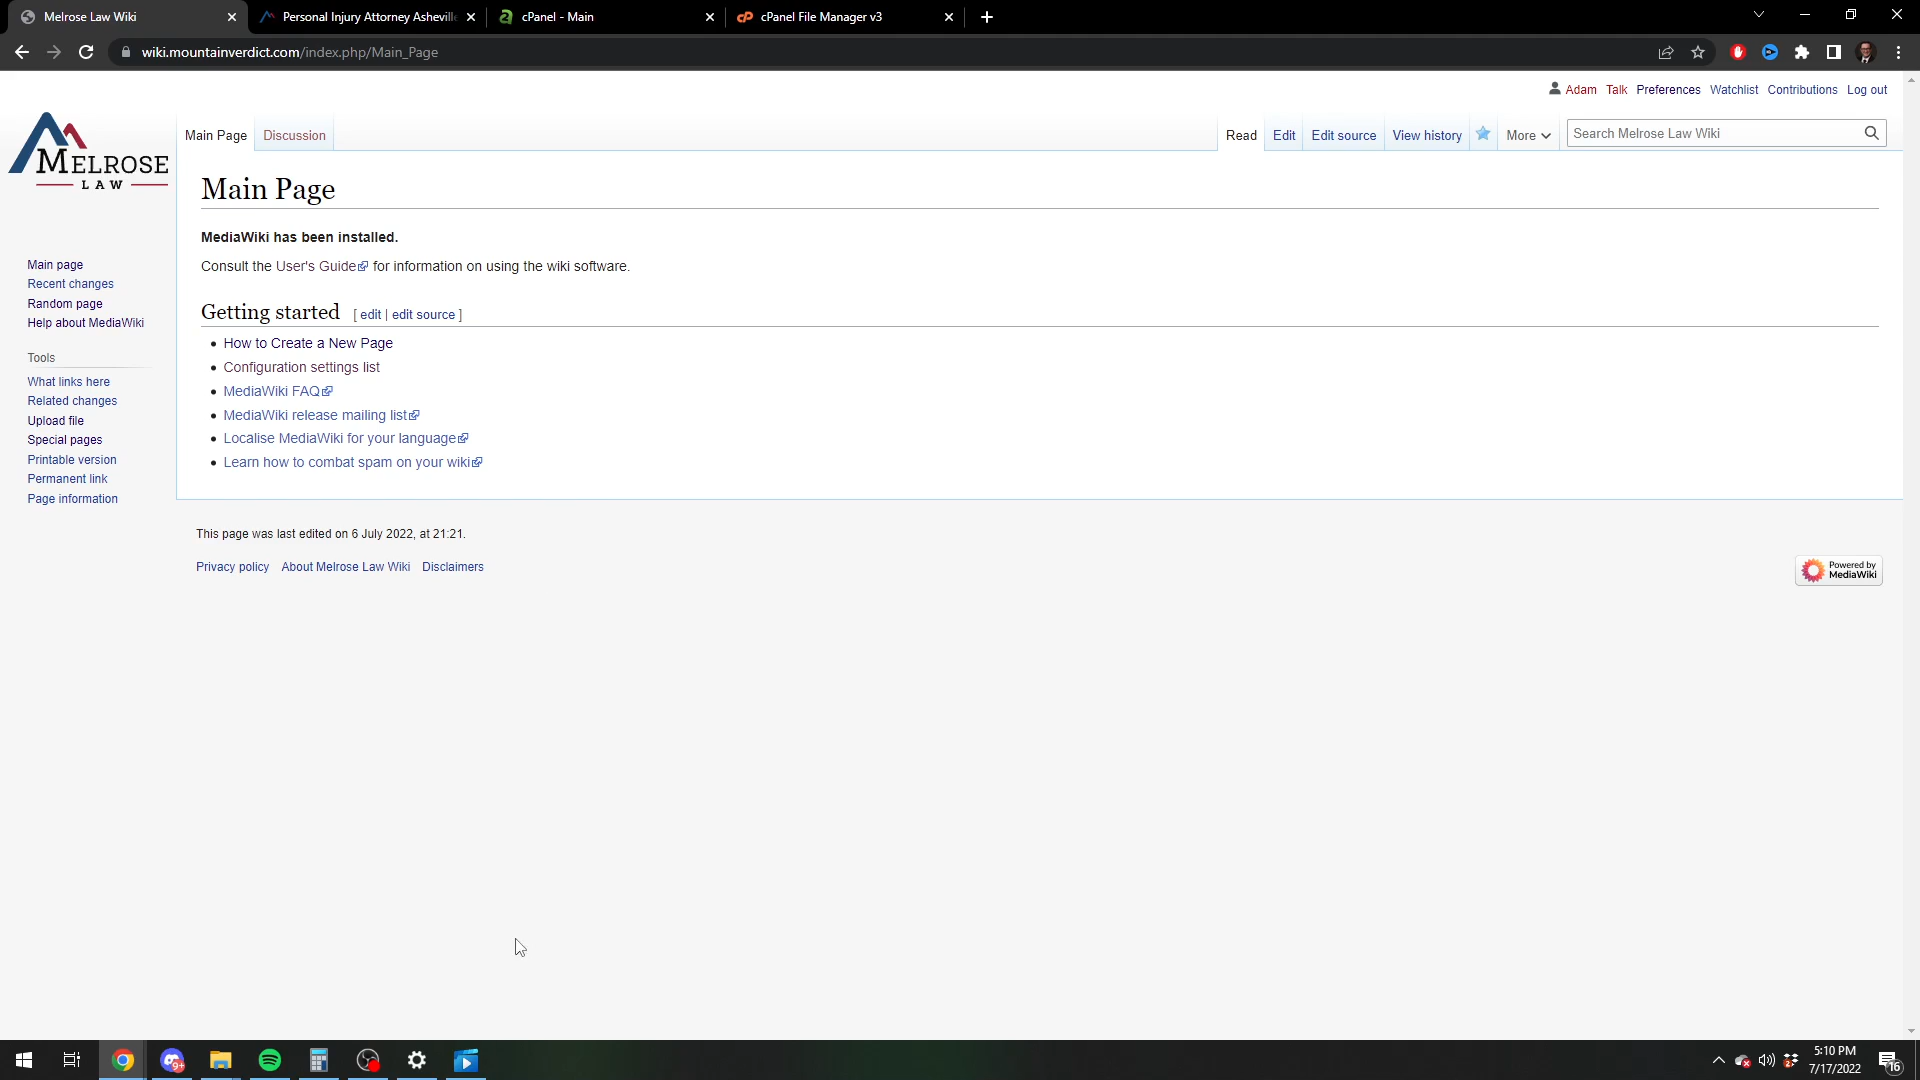 Melrose Law Wiki
Personal Injury Attorney Asheville
cPanel - Main
cPanel File Manager v3
wiki.mountainverdict.com/index.php/Main_Page
Adam Talk Preferences Watchlist Contributions Log out
MELROSE
LAW
Main Page Discussion
Read Edit Edit source View history More
Search Melrose Law Wiki
Main Page
MediaWiki has been installed.
Consult the User's Guide for information on using the wiki software.
Main page
Recent changes
Random page
Help about MediaWiki
Tools
What links here
Related changes
Upload file
Special pages
Printable version
Permanent link
Page information
Getting started [ edit | edit source ]
How to Create a New Page
Configuration settings list
MediaWiki FAQ
MediaWiki release mailing list
Localise MediaWiki for your language
Learn how to combat spam on your wiki
This page was last edited on 6 July 2022, at 21:21.
Privacy policy About Melrose Law Wiki Disclaimers
Powered by
MediaWiki
9+
5:10 PM
7/17/2022
16